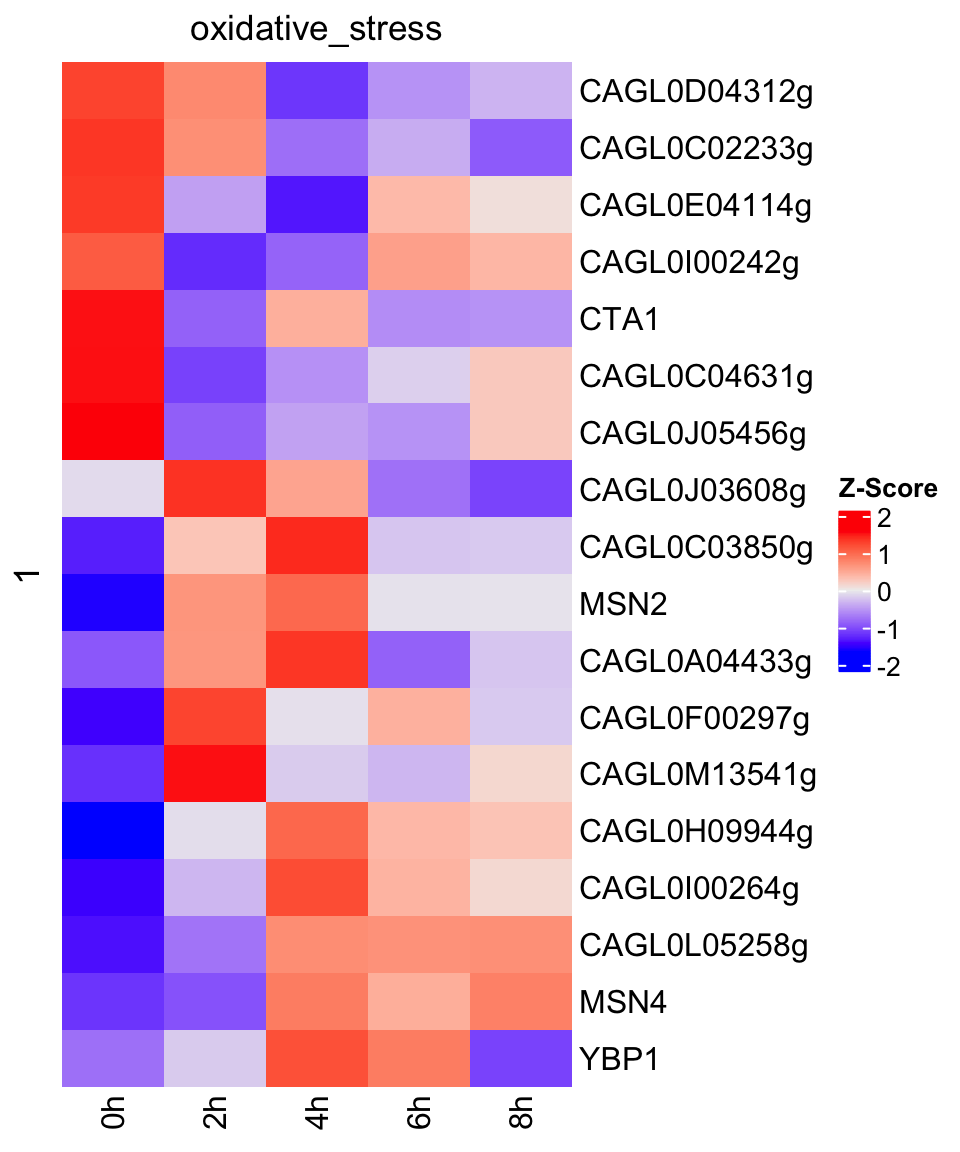 oxidative_stress
CAGL0D04312g
CAGL0C02233g
CAGL0E04114g
CAGL0I00242g
CTA1
CAGL0C04631g
CAGL0J05456g
CAGL0J03608g
CAGL0C03850g
MSN2
CAGL0A04433g
CAGL0F00297g
CAGL0M13541g
CAGL0H09944g
CAGL0I00264g
CAGL0L05258g
MSN4
YBP1
1
0h
2h
4h
6h
8h
Z-Score
2
1
0
-1
-2